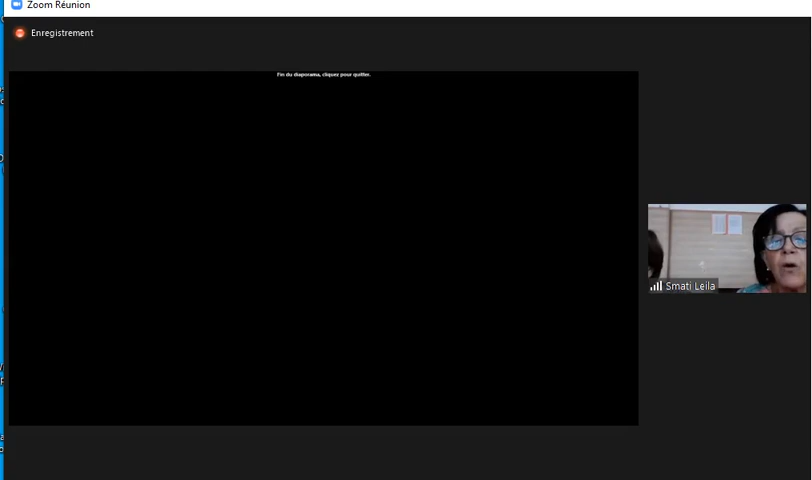 Zoom Réunion
Enregistrement
Fin du diaporama, cliquez pour quitter.
Smati Leila